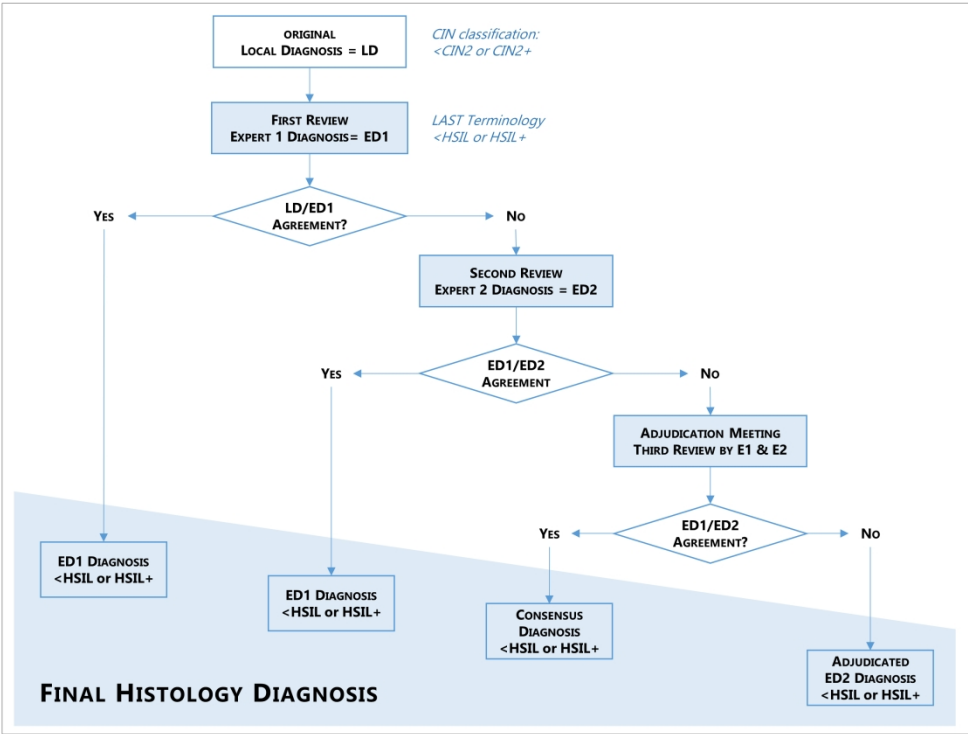 ORIGINAL
LOCAL DIAGNOSIS = LD
CIN classification:
<CIN2 or CIN2+
FIRST REVIEW
EXPERT 1 DIAGNOSIS= ED1
LAST Terminology
<HSIL or HSIL+
LD/ED1
AGREEMENT?
YES
NO
SECOND REVIEW
EXPERT 2 DIAGNOSIS = ED2
ED1/ED2
AGREEMENT
YES
NO
ADJUDICATION MEETING
THIRD REVIEW BY E1 & E2
ED1/ED2
AGREEMENT?
YES
NO
ED1 DIAGNOSIS
<HSIL or HSIL+
ED1 DIAGNOSIS
<HSIL or HSIL+
CONSENSUS
DIAGNOSIS
<HSIL or HSIL+
ADJUDICATED
ED2 DIAGNOSIS
<HSIL or HSIL+
FINAL HISTOLOGY DIAGNOSIS